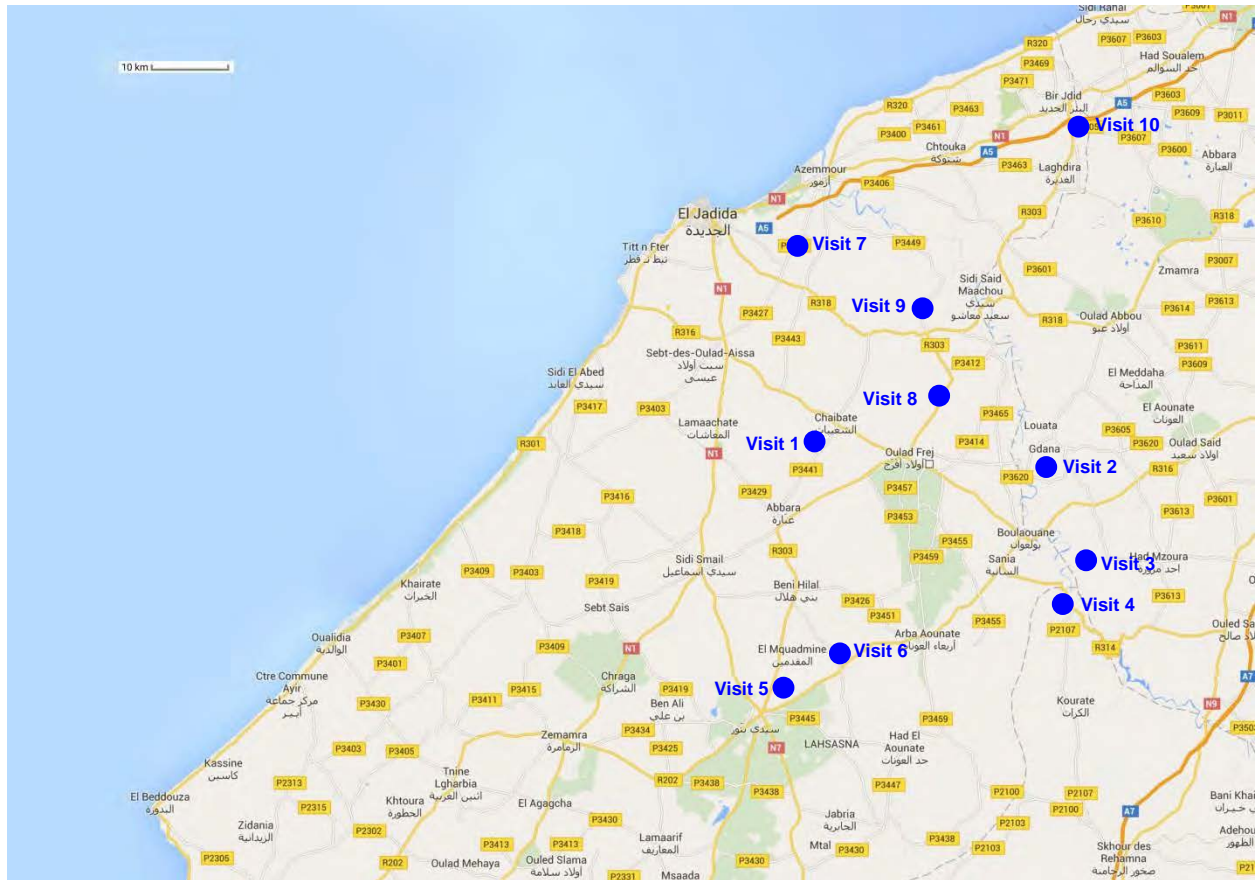 Sidi Rahal
سيدي رحال
P3001
N1
R320
P3607
P3603
A5
10 km
P3469
Had Soualem
حد السوالم
P3471
Bir Jdid
البئر الجديد
P3603
R320
P3463
A5
P3609
P3011
P3400
P3461
N1
Visit 10
P3607
Chtouka
شتوكة
A5
P3600
Abbara
العبارة
Azemmour
أزمور
P3463
Laghdira
الغديرة
P3406
N1
El Jadida
الجديدة
R303
P3610
R318
A5
Titt n Fter
Visit 7
P3449
P3007
P3601
Zmamra
Sidi Said
Maachou
سيدي
سعيد معاشو
N1
R318
Visit 9
P3614
P3613
P3427
R318
Oulad Abbou
أولاد عبو
R316
P3443
R303
P3611
Sebt-des-Oulad-Aissa
سبت أولاد
عيسى
P3412
P3609
Sidi El Abed
سيدي العابد
El Meddaha
المداحة
P3417
P3403
Visit 8
El Aounate
العونات
Lamaachate
المعاشات
Chaibate
الشعيبات
P3465
Louata
P3605
P3620
Oulad Said
اولاد سعيد
R301
N1
Visit 1
Oulad Frej
أولاد أفرج
P3414
Gdana
كدانة
Visit 2
R316
P3441
P3620
P3416
P3429
P3457
P3601
Abbara
عبارة
P3453
P3613
P3418
Boulaouane
بولعوان
P3455
R303
Sidi Smail
سيدي اسماعيل
P3459
Sania
السانية
Had Mzoura
احد مزورة
Visit 3
P3409
P3403
Khairate
الخيرات
P3419
Beni Hilal
بني هلال
P3426
Visit 4
P3613
Sebt Sais
P3451
P3455
P2107
Oualidia
الوالدية
P3407
Arba Aounate
أربعاء العونات
R314
P3409
N1
El Mquadmine
المقدمين
Visit 6
P3401
Ctre Commune
Ayir
مركز جماعة
أيير
Chraga
الشراكة
A7
P3415
P3419
Visit 5
P3411
P3430
Ben Ali
بن علي
Kourate
الكرات
N9
P3445
P3459
P3434
Zemamra
الزمامرة
سيدي بنور
P3403
P3405
P3425
N7
LAHSASNA
Had El
Aounate
حد العونات
Kassine
كاسين
Tnine
Lgharbia
اثنين الغربية
P2313
R202
P3438
P3447
P2100
P2107
El Beddouza
البدوزة
P2315
Khtoura
الخطورة
El Agagcha
P3438
P2100
A7
Jabria
الجابرية
Zidania
الزيدانية
P2302
P3430
P2103
Lamaarif
المعاريف
Mtal
P3438
P2103
P3413
P3413
P2305
R202
Oulad Mehaya
Ouled Slama
أولاد سلامة
P3430
P3430
Skhour des
Rehamna
صخور الرحامنة
P2331
Msaada